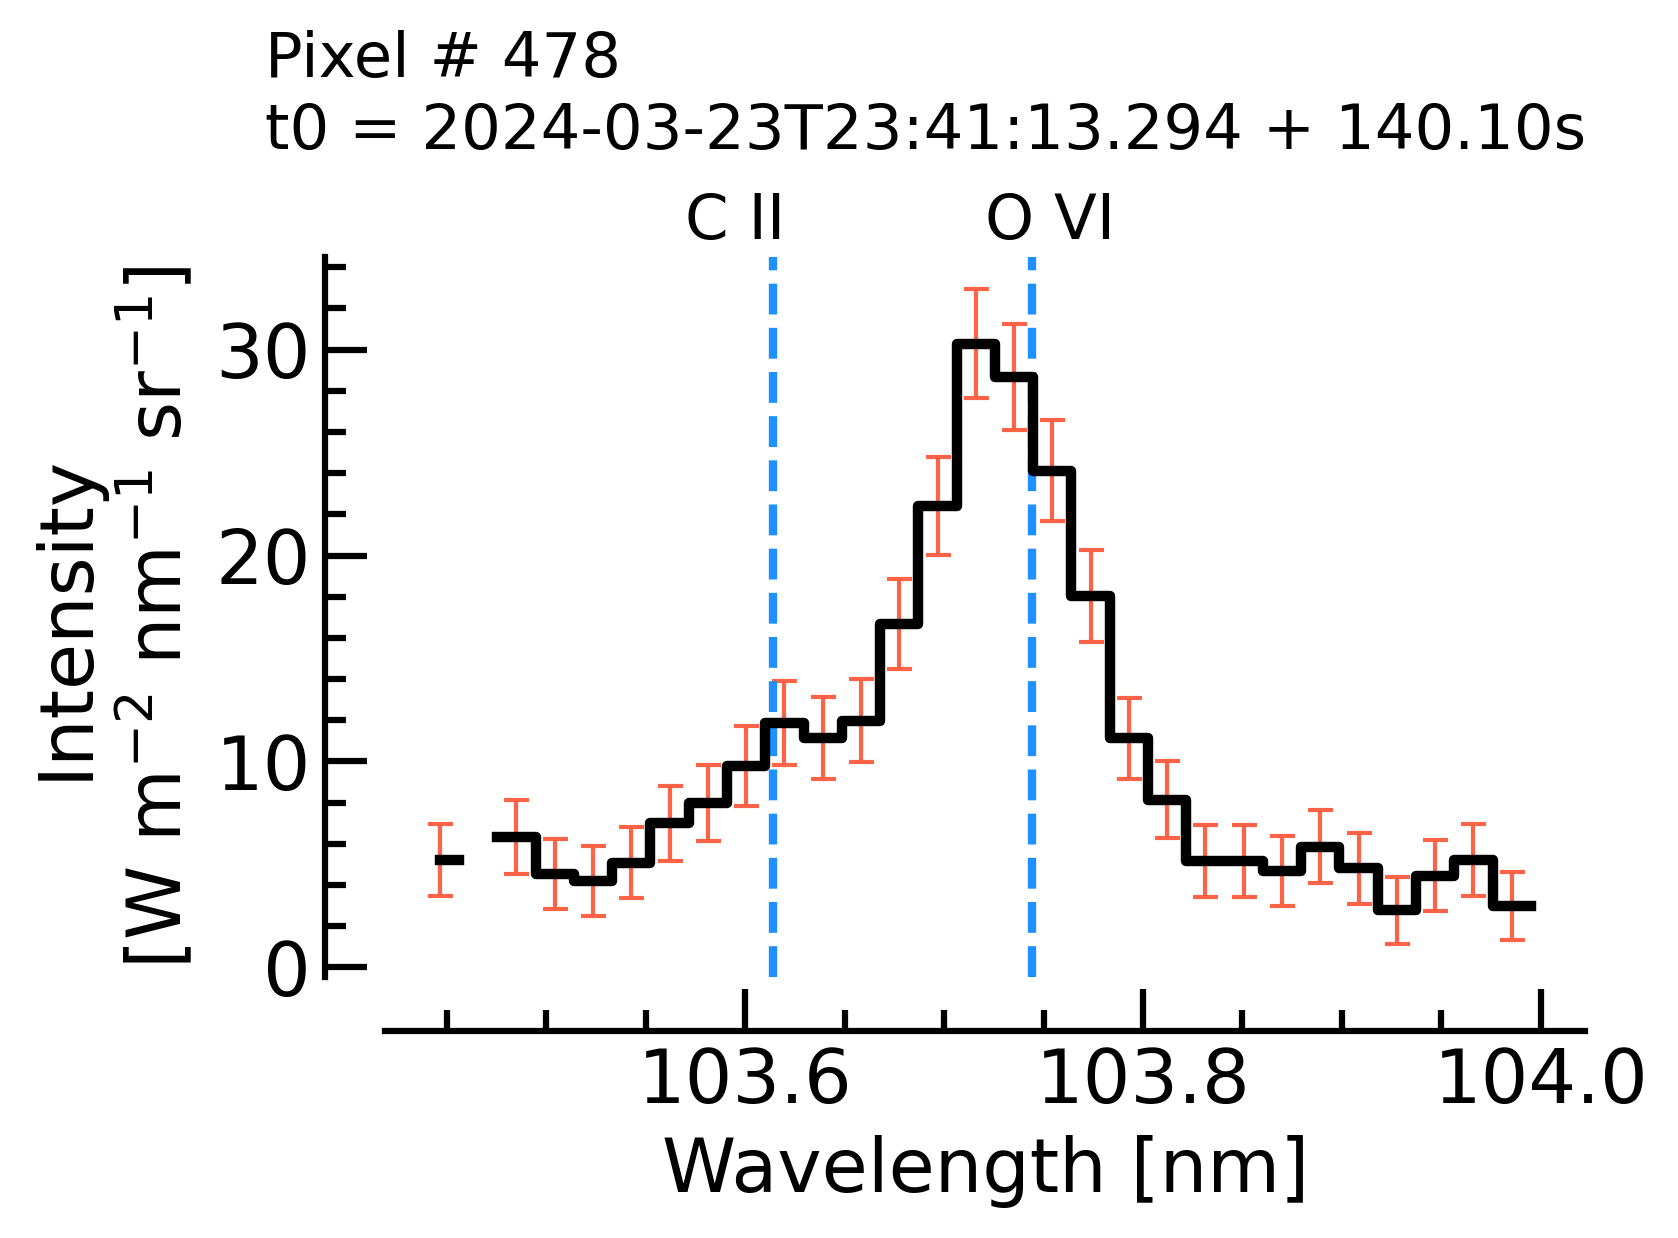 Pixel # 478
t0 = 2024-03-23T23:41:13.294 + 140.10s
C II
O VI
Intensity
[W m⁻² nm⁻¹ sr⁻¹]
30
20
10
0
103.6
103.8
104.0
Wavelength [nm]